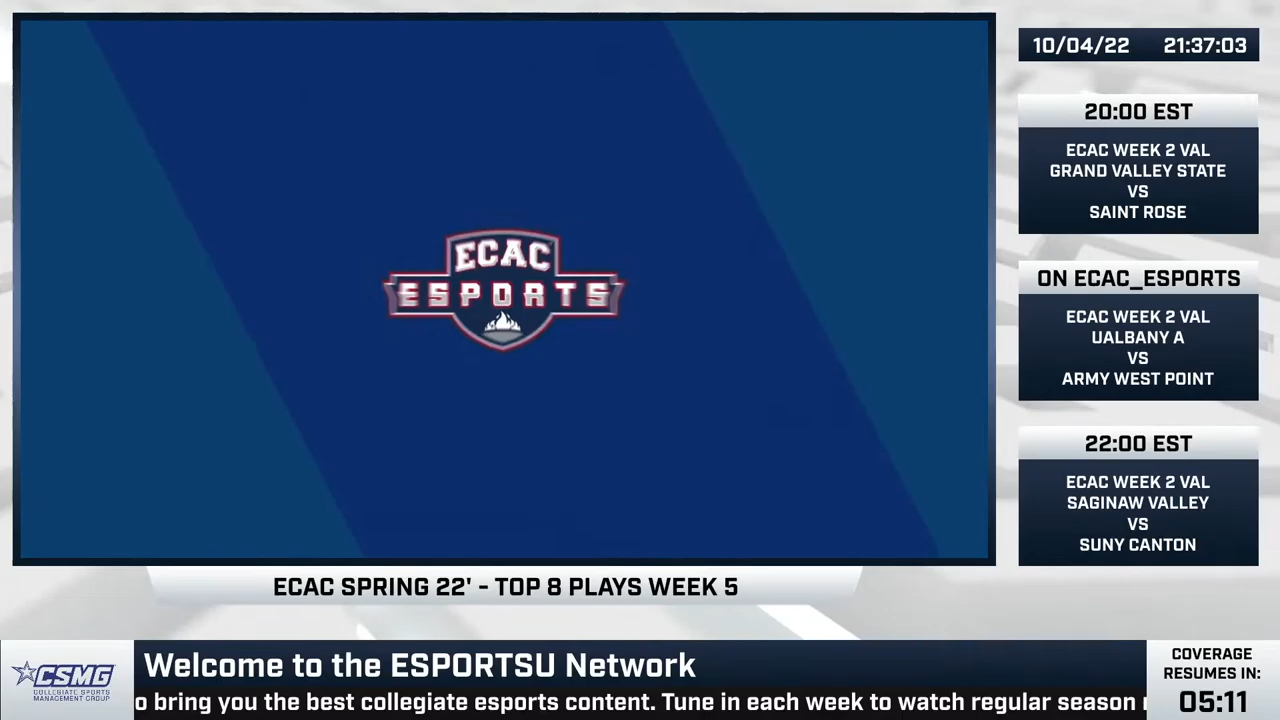 10/04/22 21:37:03
20:00 EST
ECAC WEEK 2 VAL
GRAND VALLEY STATE
VS
SAINT ROSE
ON ECAC_ESPORTS
ECAC WEEK 2 VAL
UALBANY A
VS
ARMY WEST POINT
22:00 EST
ECAC WEEK 2 VAL
SAGINAW VALLEY
VS
SUNY CANTON
ECAC
ESPORTS
ECAC SPRING 22' - TOP 8 PLAYS WEEK 5
CSMG
COLLEGIATE SPORTS
MANAGEMENT GROUP
Welcome to the ESPORTSU Network
o bring you the best collegiate esports content. Tune in each week to watch regular season
COVERAGE
RESUMES IN:
05:11